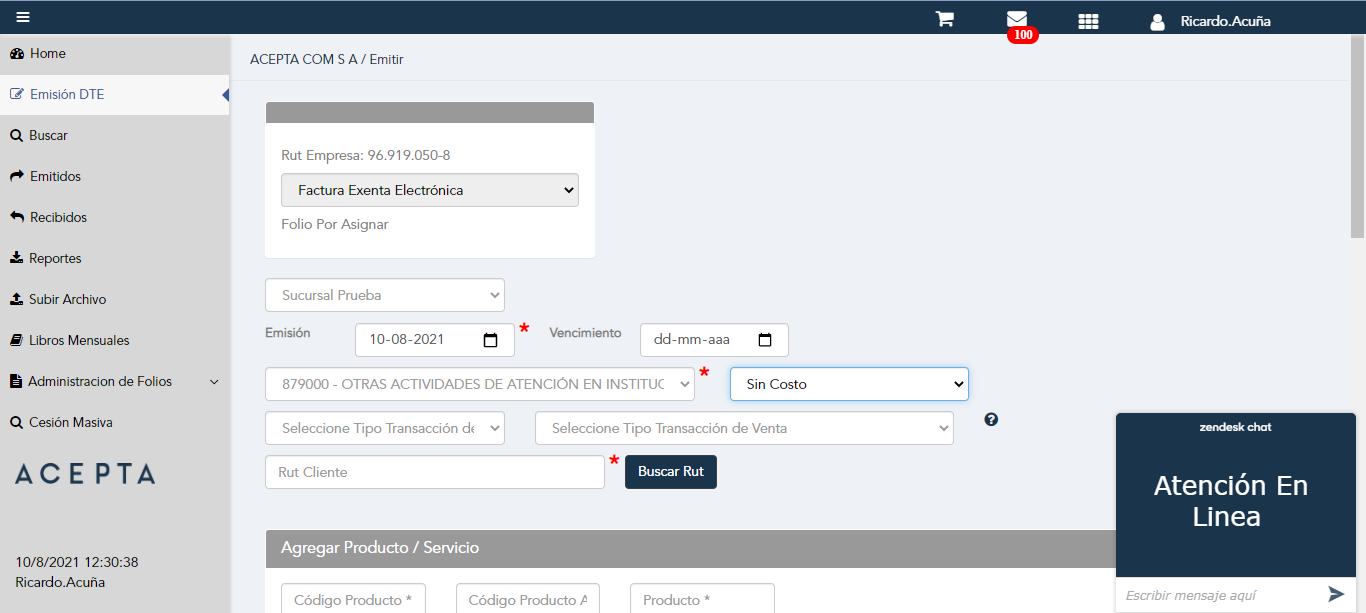 100
Ricardo.Acuña
Home
Emisión DTE
Buscar
Emitidos
Recibidos
Reportes
Subir Archivo
Libros Mensuales
Administracion de Folios
Cesión Masiva
ACEPTA
10/8/2021 12:30:38
Ricardo.Acuña
ACEPTA COM S A / Emitir
Rut Empresa: 96.919.050-8
Factura Exenta Electrónica
Folio Por Asignar
Sucursal Prueba
Emisión 10-08-2021 * Vencimiento dd-mm-aaa
879000 - OTRAS ACTIVIDADES DE ATENCIÓN EN INSTITUC * Sin Costo
Seleccione Tipo Transacción de Seleccione Tipo Transacción de Venta ?
Rut Cliente * Buscar Rut
Agregar Producto / Servicio
Código Producto * Código Producto A Producto *
zendesk chat
Atención En
Linea
Escribir mensaje aquí